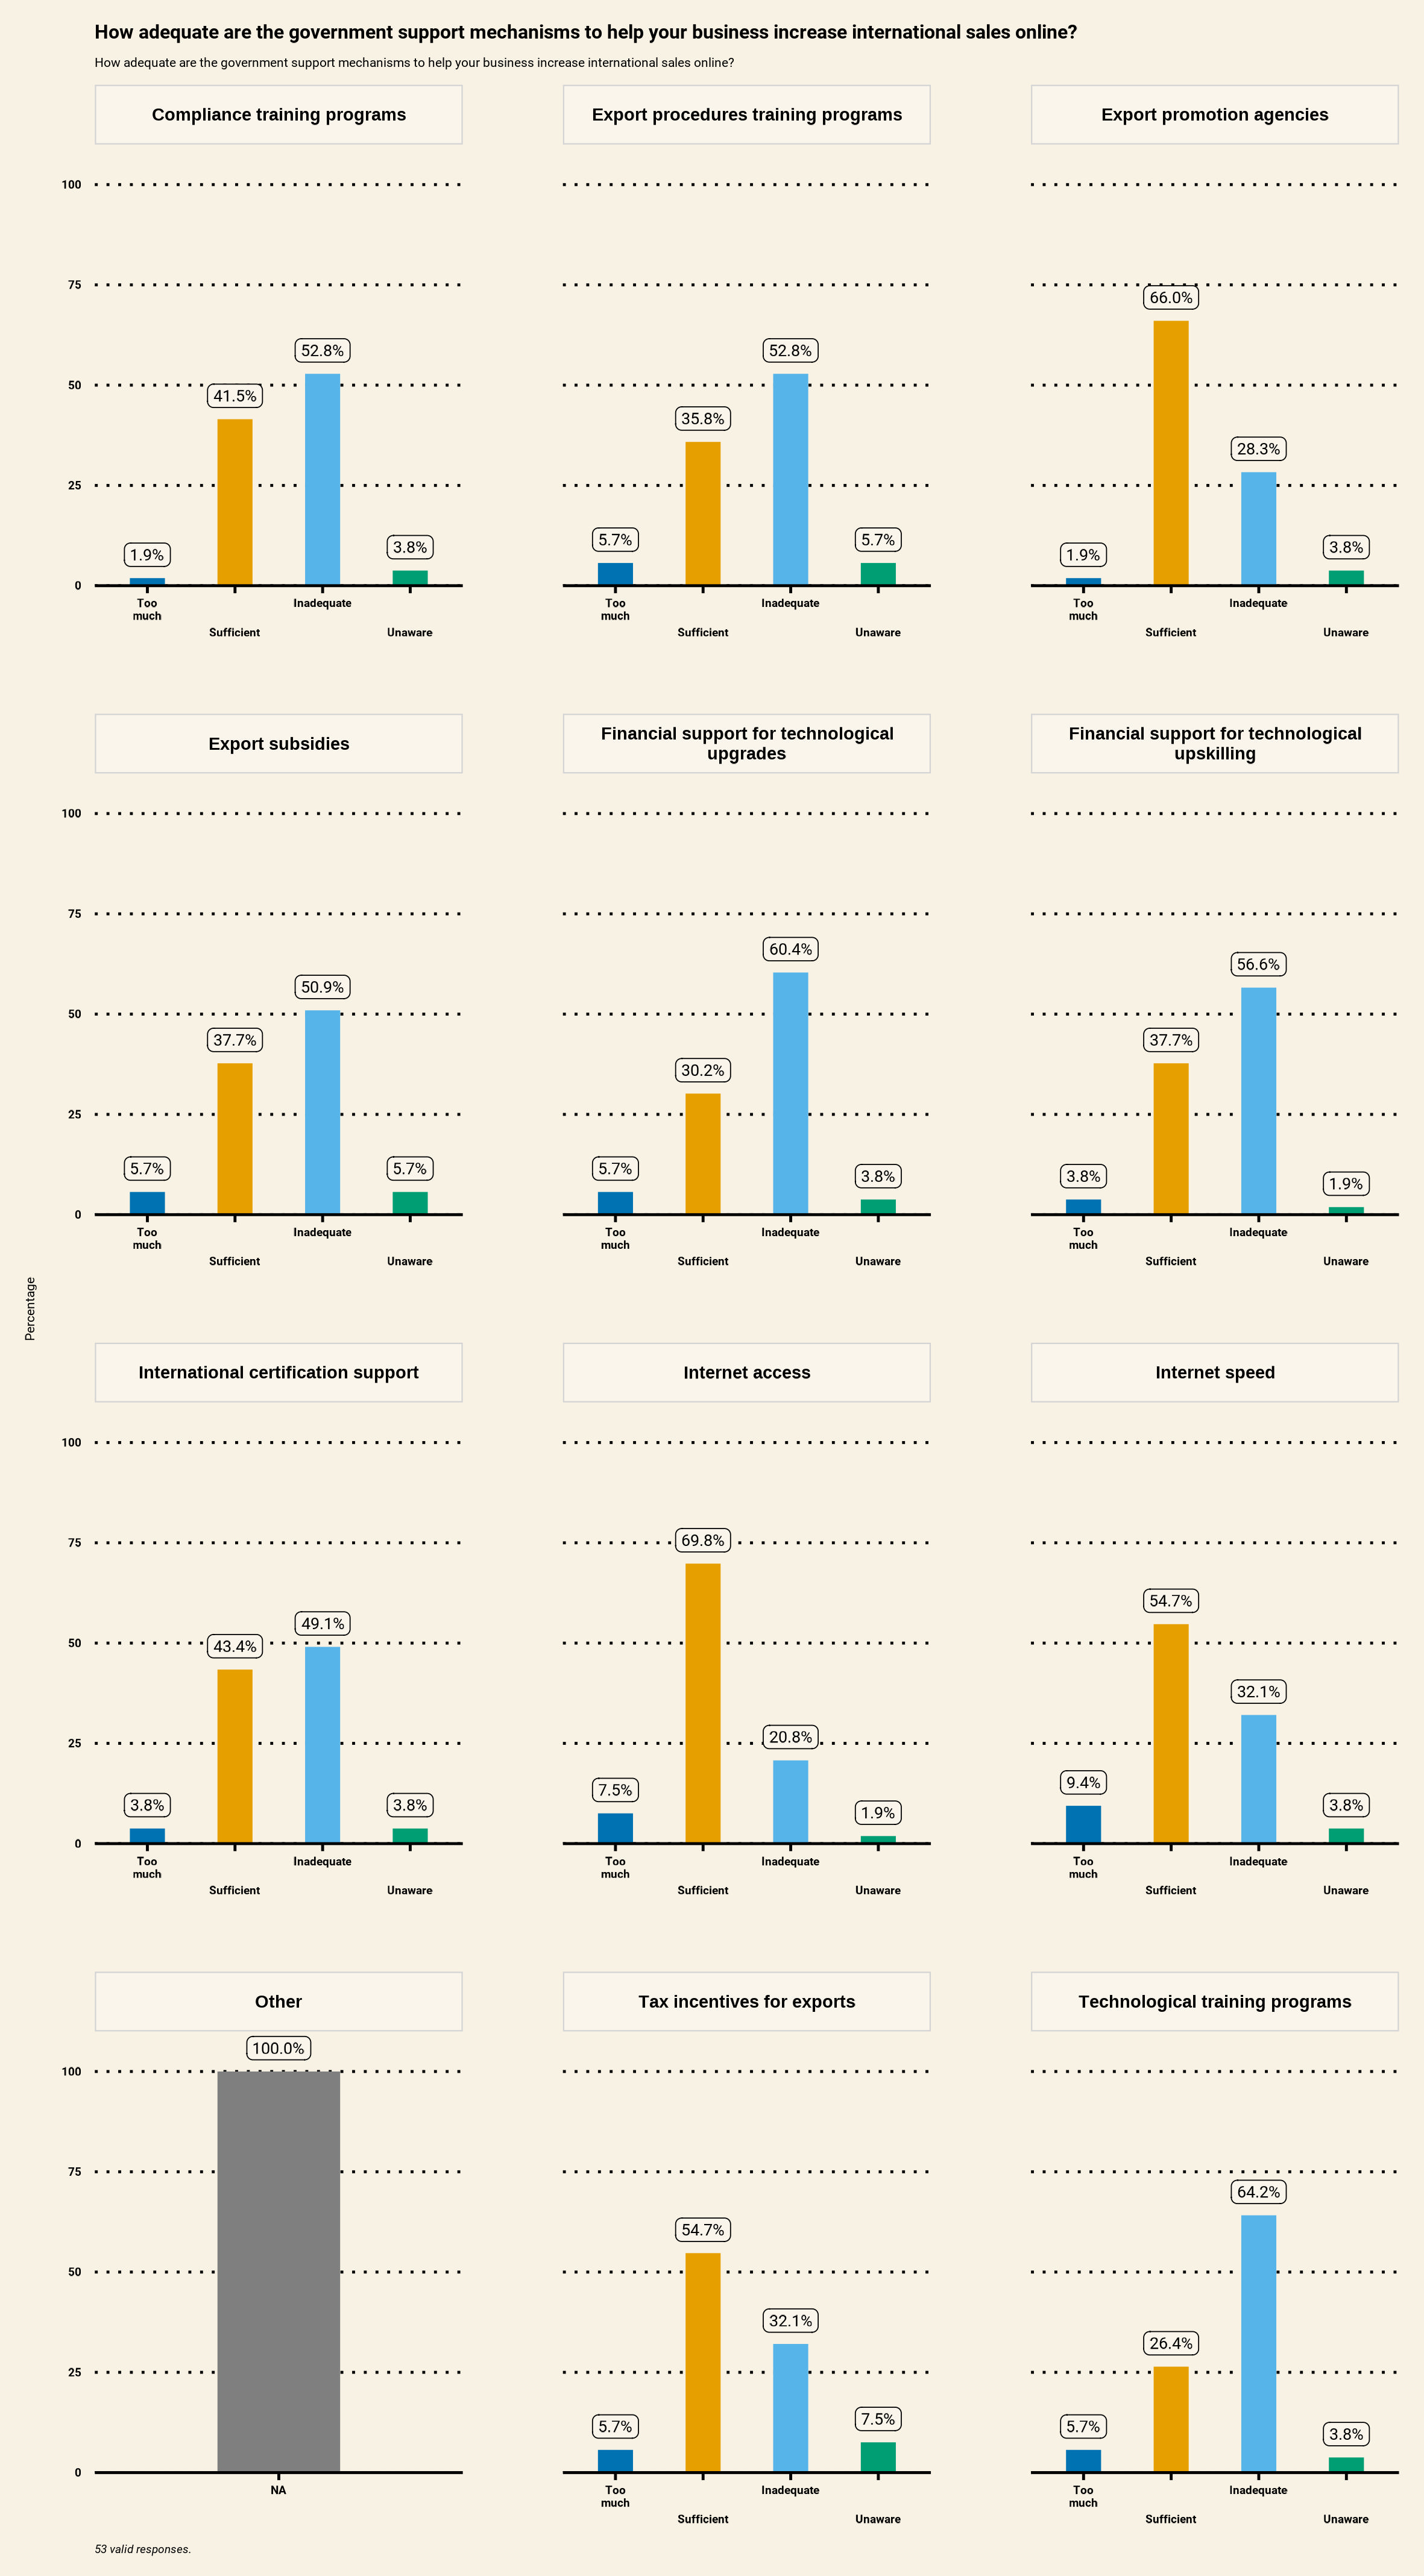 How adequate are the government support mechanisms to help your business increase international sales online?
How adequate are the government support mechanisms to help your business increase international sales online?
Compliance training programs
Export procedures training programs
Export promotion agencies
100
75
50
25
0
1.9%
41.5%
52.8%
3.8%
5.7%
35.8%
52.8%
5.7%
1.9%
66.0%
28.3%
3.8%
Too
much
Sufficient
Inadequate
Unaware
Too
much
Sufficient
Inadequate
Unaware
Too
much
Sufficient
Inadequate
Unaware
Export subsidies
Financial support for technological
upgrades
Financial support for technological
upskilling
100
75
50
25
0
5.7%
37.7%
50.9%
5.7%
5.7%
30.2%
60.4%
3.8%
3.8%
37.7%
56.6%
1.9%
Too
much
Sufficient
Inadequate
Unaware
Too
much
Sufficient
Inadequate
Unaware
Too
much
Sufficient
Inadequate
Unaware
Percentage
International certification support
Internet access
Internet speed
100
75
50
25
0
3.8%
43.4%
49.1%
3.8%
7.5%
69.8%
20.8%
1.9%
9.4%
54.7%
32.1%
3.8%
Too
much
Sufficient
Inadequate
Unaware
Too
much
Sufficient
Inadequate
Unaware
Too
much
Sufficient
Inadequate
Unaware
Other
Tax incentives for exports
Technological training programs
100
75
50
25
0
100.0%
5.7%
54.7%
32.1%
7.5%
5.7%
26.4%
64.2%
3.8%
NA
Too
much
Sufficient
Inadequate
Unaware
Too
much
Sufficient
Inadequate
Unaware
53 valid responses.